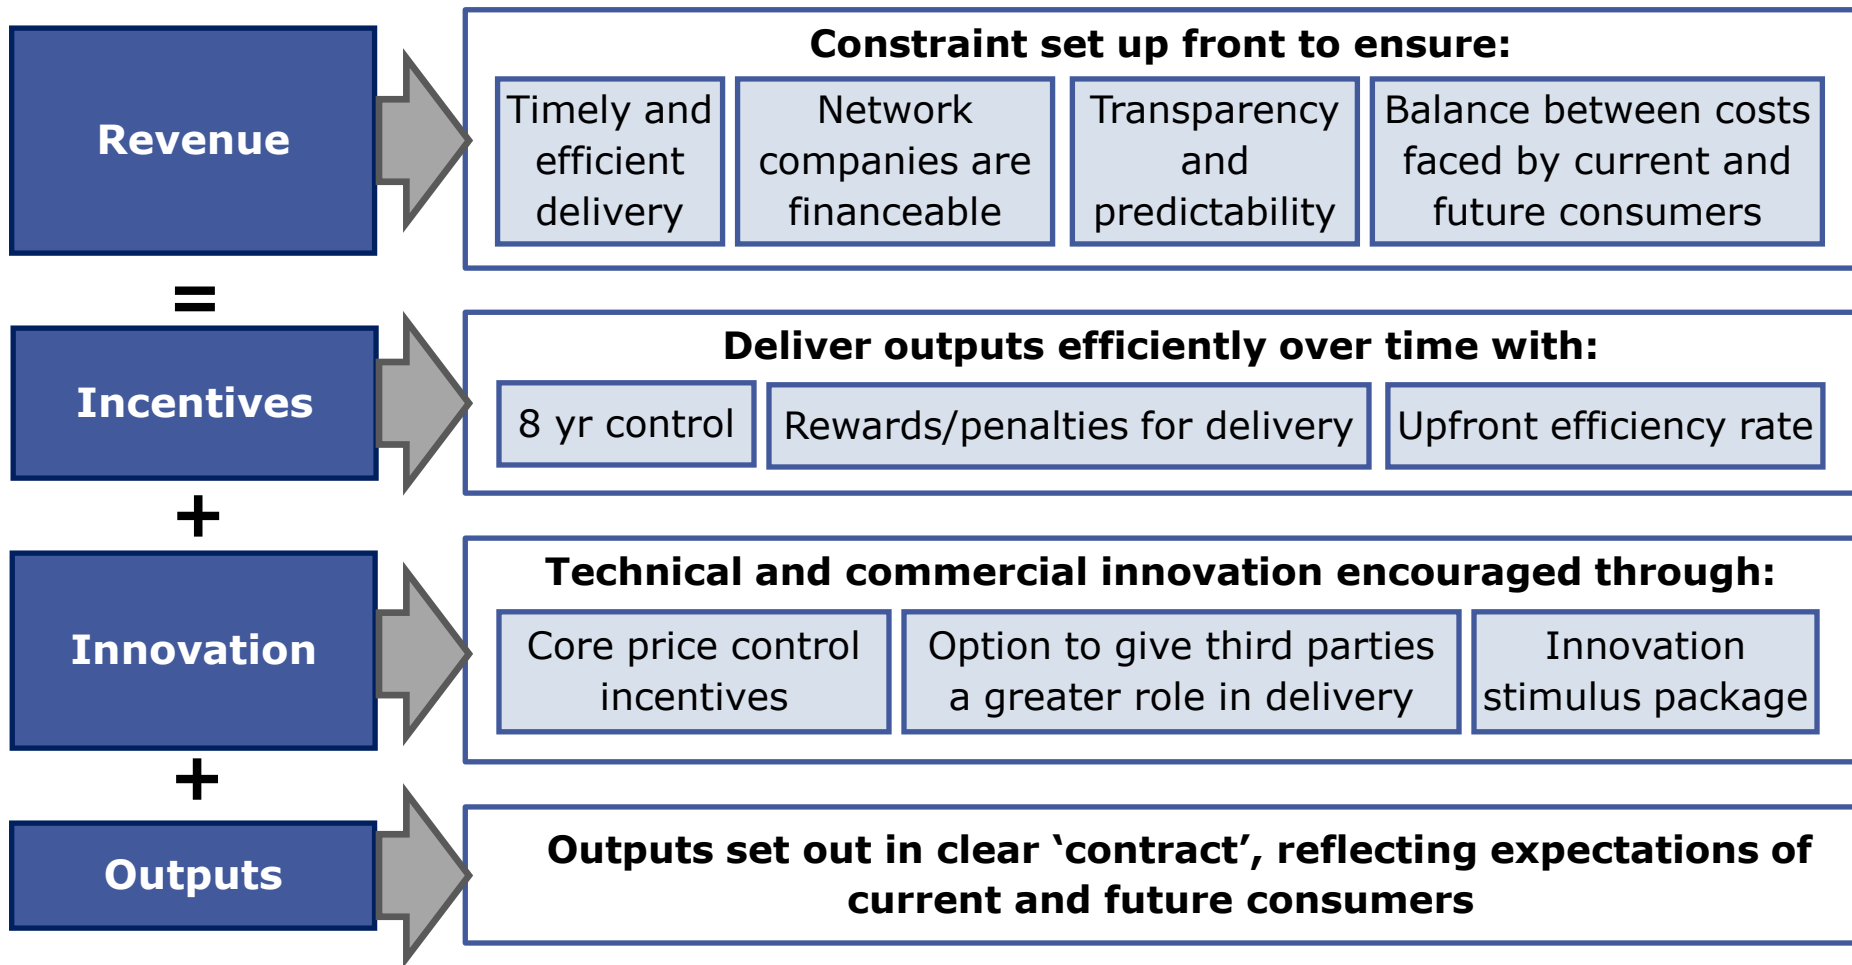 Revenue
Constraint set up front to ensure:
Timely and
efficient
delivery
Network
companies are
financeable
Transparency
and
predictability
Balance between costs
faced by current and
future consumers
=
Incentives
Deliver outputs efficiently over time with:
8 yr control
Rewards/penalties for delivery
Upfront efficiency rate
+
Innovation
Technical and commercial innovation encouraged through:
Core price control
incentives
Option to give third parties
a greater role in delivery
Innovation
stimulus package
+
Outputs
Outputs set out in clear ‘contract’, reflecting expectations of
current and future consumers